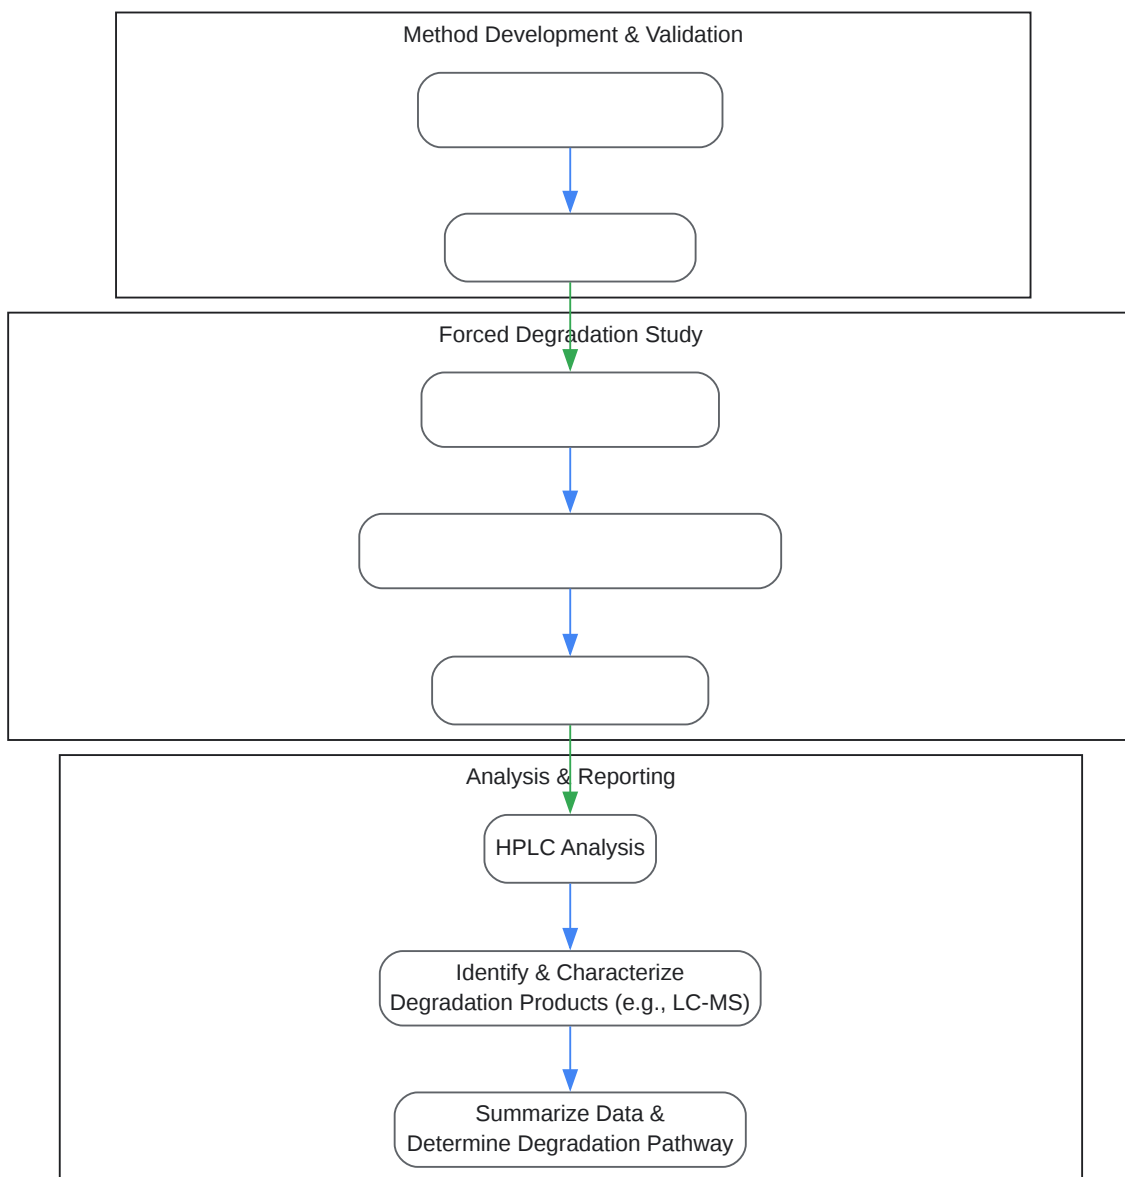 Method Development & Validation
Forced Degradation Study
Analysis & Reporting
HPLC Analysis
Identify & Characterize
Degradation Products (e.g., LC-MS)
Summarize Data &
Determine Degradation Pathway